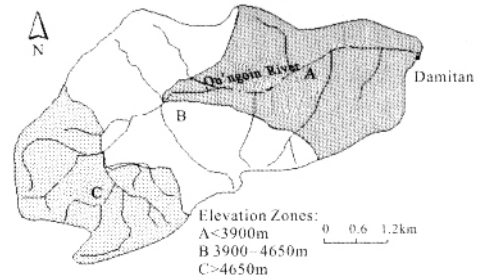 N
Qu'ngoin River
A
Damitan
B
C
Elevation Zones:
A<3900m
B 3900-4650m
C>4650m
0 0.6 1.2km